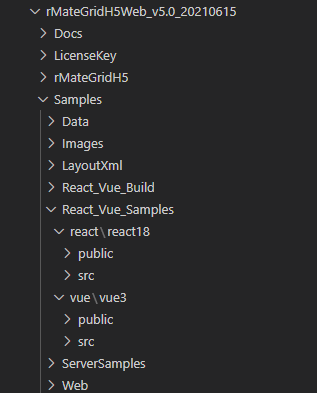 rMateGridH5Web_v5.0_20210615
Docs
LicenseKey
rMateGridH5
Samples
Data
Images
LayoutXml
React_Vue_Build
React_Vue_Samples
react\react18
public
src
vue\vue3
public
src
ServerSamples
Web